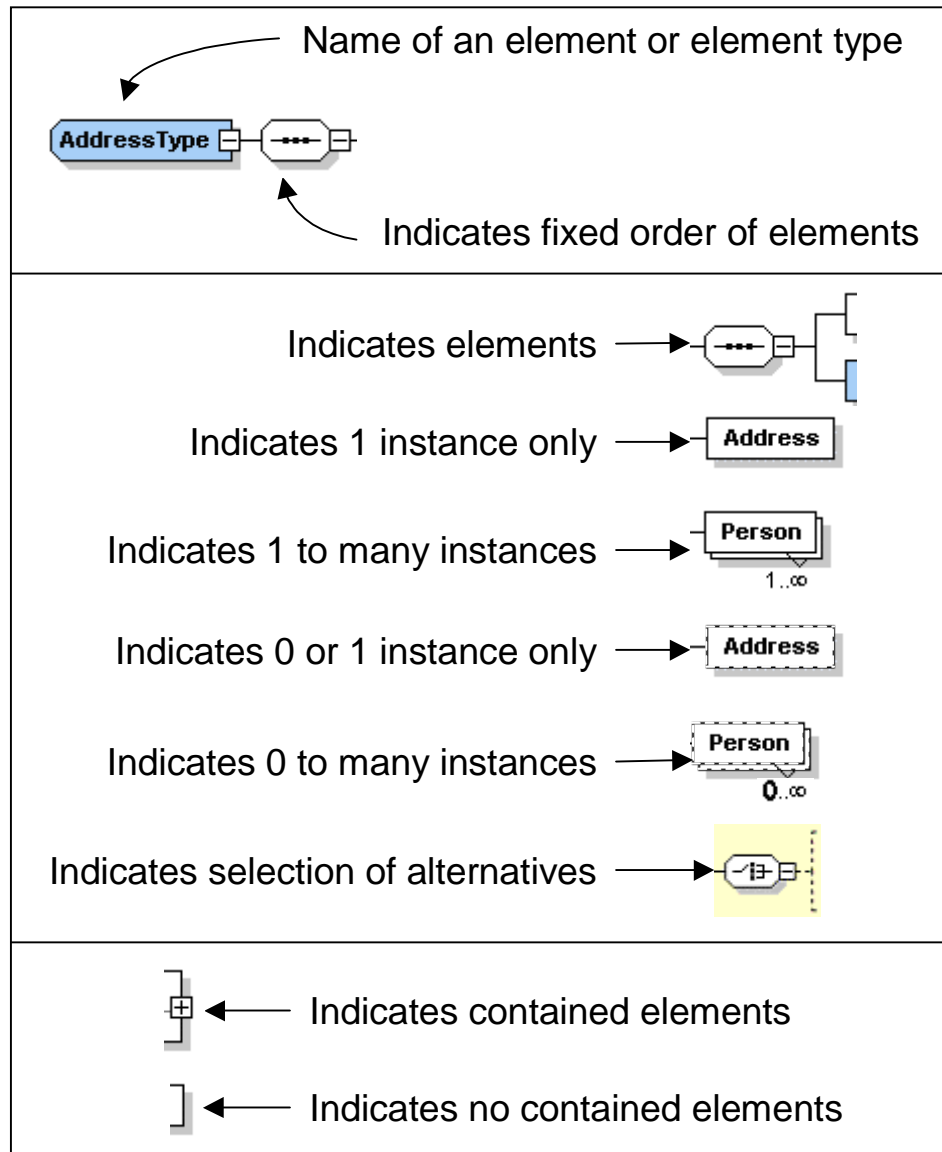 Name of an element or element type
AddressType
Indicates fixed order of elements
Indicates elements
Indicates 1 instance only
Address
Indicates 1 to many instances
Person
1..∞
Indicates 0 or 1 instance only
Address
Indicates 0 to many instances
Person
0..∞
Indicates selection of alternatives
Indicates contained elements
Indicates no contained elements